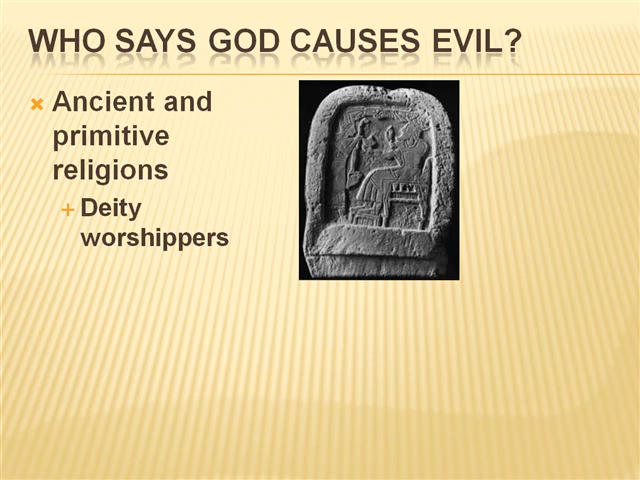 WHO SAYS GOD CAUSES EVIL?
Ancient and
primitive
religions
Deity
worshippers